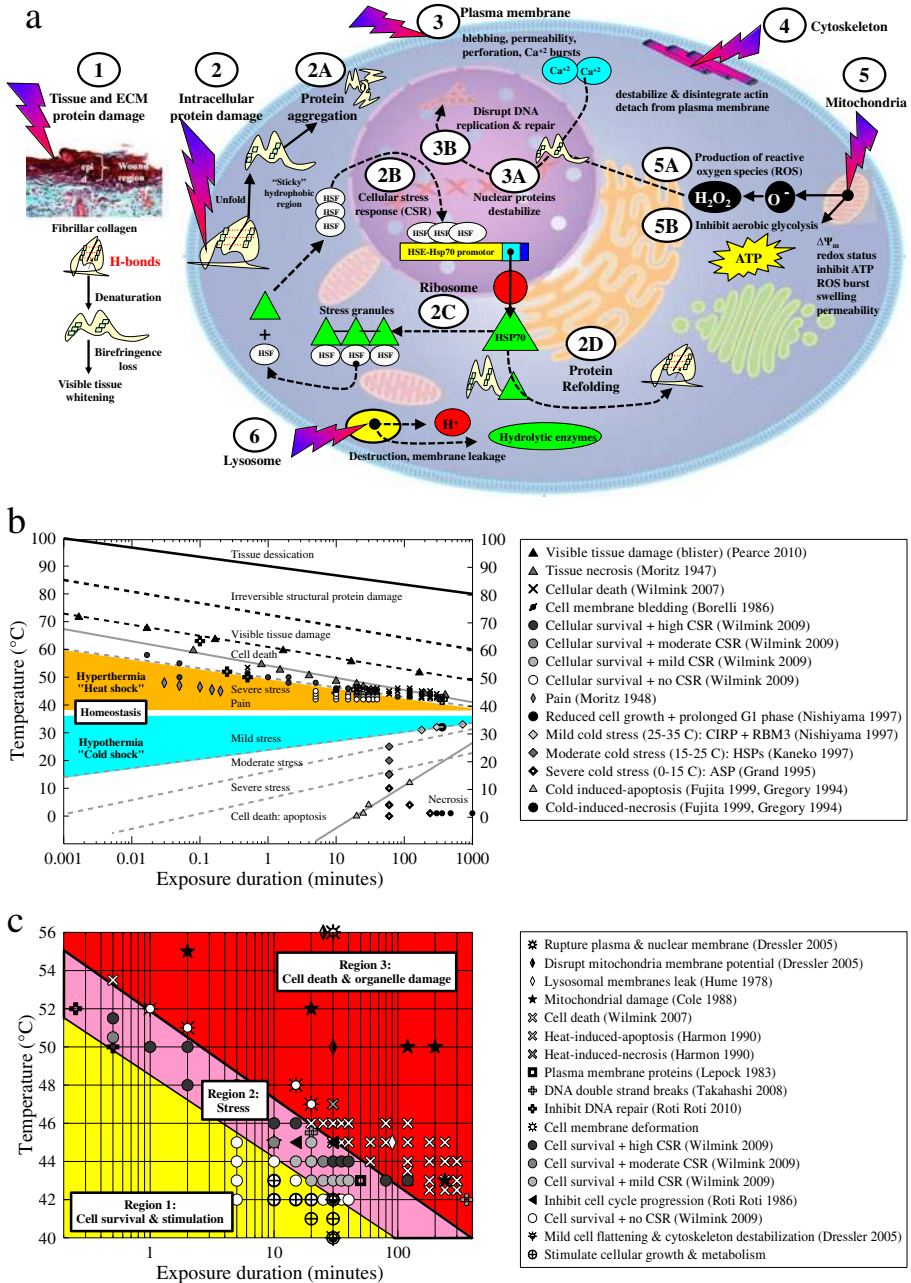 a
1
Tissue and ECM
protein damage
epi
Wound
region
Fibrillar collagen
H-bonds
Denaturation
Birefringence
loss
Visible tissue
whitening
2
Intracellular
protein damage
Unfold
2A
Protein
aggregation
"Sticky"
hydrophobic
region
HSF
HSF
HSF
2B
Cellular stress
response (CSR)
HSF HSF HSF
HSE-Hsp70 promotor
3
Plasma membrane
blebbing, permeability,
perforation, Ca+2 bursts
Ca+2 Ca+2
Disrupt DNA
replication & repair
3B
3A
Nuclear proteins
destabilize
4
Cytoskeleton
destabilize & disintegrate actin
detach from plasma membrane
5
Mitochondria
5A
Production of reactive
oxygen species (ROS)
H2O2
O-
5B
Inhibit aerobic glycolysis
ATP
ΔΨm
redox status
inhibit ATP
ROS burst
swelling
permeability
Ribosome
2C
Stress granules
HSF HSF HSF
+
HSF
HSP70
2D
Protein
Refolding
6
Lysosome
H+
Hydrolytic enzymes
Destruction, membrane leakage
b
Temperature (°C)
100
90
80
70
60
50
40
30
20
10
0
100
90
80
70
60
50
40
30
20
10
0
Tissue dessication
Irreversible structural protein damage
Visible tissue damage
Cell death
Hyperthermia
"Heat shock"
Severe stress
Pain
Homeostasis
Hypothermia
"Cold shock"
Mild stress
Moderate stress
Severe stress
Cell death: apoptosis
Necrosis
0.001 0.01 0.1 1 10 100 1000
Exposure duration (minutes)
Visible tissue damage (blister) (Pearce 2010)
Tissue necrosis (Moritz 1947)
Cellular death (Wilmink 2007)
Cell membrane bledding (Borelli 1986)
Cellular survival + high CSR (Wilmink 2009)
Cellular survival + moderate CSR (Wilmink 2009)
Cellular survival + mild CSR (Wilmink 2009)
Cellular survival + no CSR (Wilmink 2009)
Pain (Moritz 1948)
Reduced cell growth + prolonged G1 phase (Nishiyama 1997)
Mild cold stress (25-35 C): CIRP + RBM3 (Nishiyama 1997)
Moderate cold stress (15-25 C): HSPs (Kaneko 1997)
Severe cold stress (0-15 C): ASP (Grand 1995)
Cold induced-apoptosis (Fujita 1999, Gregory 1994)
Cold-induced-necrosis (Fujita 1999, Gregory 1994)
c
Temperature (°C)
56
54
52
50
48
46
44
42
40
Region 3:
Cell death & organelle damage
Region 2:
Stress
Region 1:
Cell survival & stimulation
1 10 100
Exposure duration (minutes)
Rupture plasma & nuclear membrane (Dressler 2005)
Disrupt mitochondria membrane potential (Dressler 2005)
Lysosomal membranes leak (Hume 1978)
Mitochondrial damage (Cole 1988)
Cell death (Wilmink 2007)
Heat-induced-apoptosis (Harmon 1990)
Heat-induced-necrosis (Harmon 1990)
Plasma membrane proteins (Lepock 1983)
DNA double strand breaks (Takahashi 2008)
Inhibit DNA repair (Roti Roti 2010)
Cell membrane deformation
Cell survival + high CSR (Wilmink 2009)
Cell survival + moderate CSR (Wilmink 2009)
Cell survival + mild CSR (Wilmink 2009)
Inhibit cell cycle progression (Roti Roti 1986)
Cell survival + no CSR (Wilmink 2009)
Mild cell flattening & cytoskeleton destabilization (Dressler 2005)
Stimulate cellular growth & metabolism